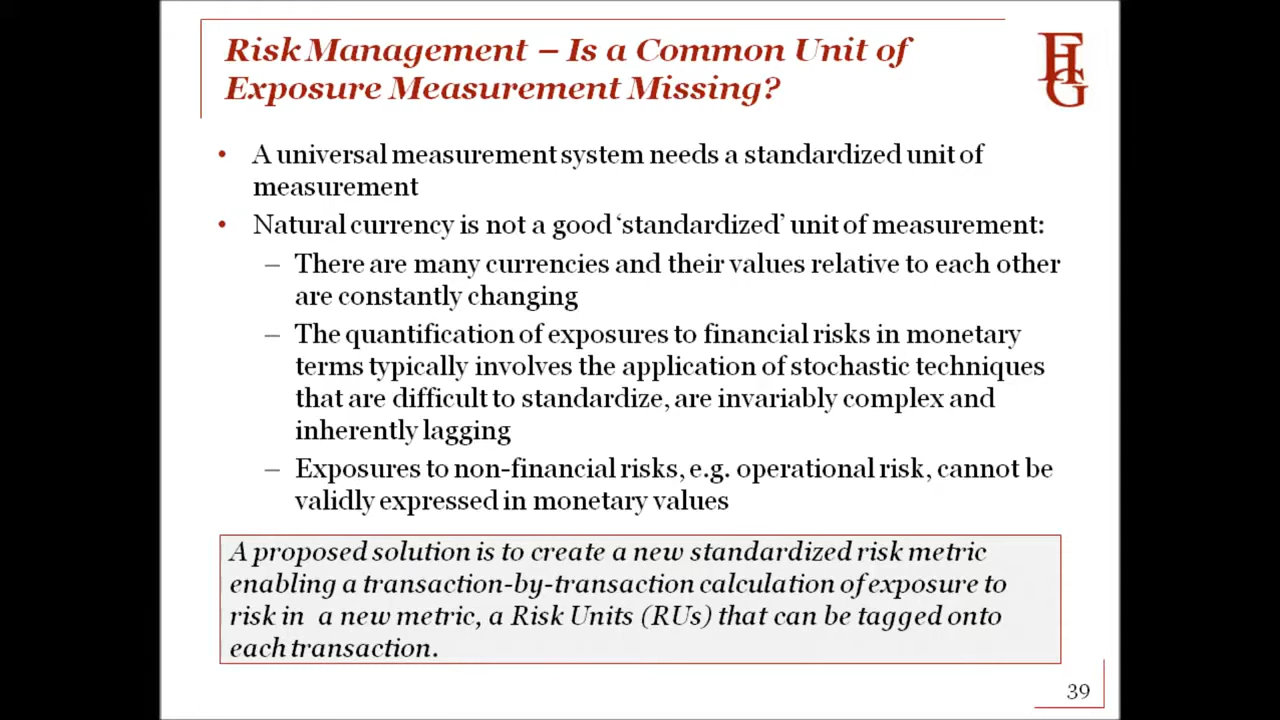 Risk Management – Is a Common Unit of
Exposure Measurement Missing?
FHG
• A universal measurement system needs a standardized unit of
measurement
• Natural currency is not a good ‘standardized’ unit of measurement:
– There are many currencies and their values relative to each other
are constantly changing
– The quantification of exposures to financial risks in monetary
terms typically involves the application of stochastic techniques
that are difficult to standardize, are invariably complex and
inherently lagging
– Exposures to non-financial risks, e.g. operational risk, cannot be
validly expressed in monetary values
A proposed solution is to create a new standardized risk metric
enabling a transaction-by-transaction calculation of exposure to
risk in a new metric, a Risk Units (RUs) that can be tagged onto
each transaction.
39